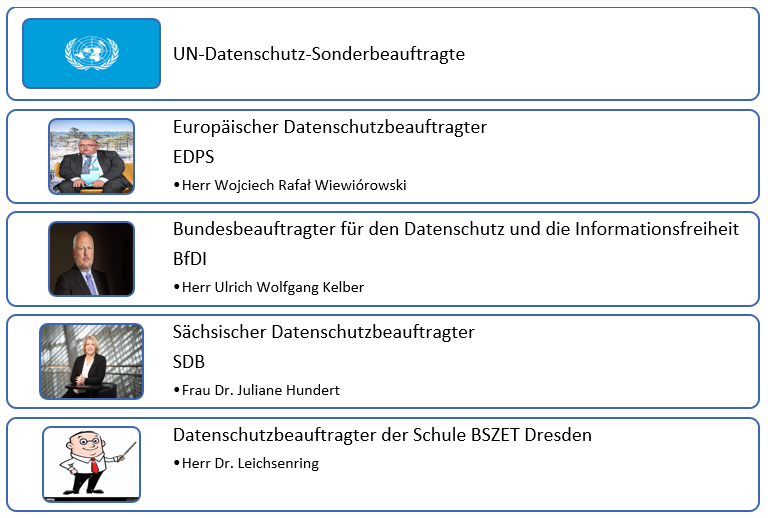 UN-Datenschutz-Sonderbeauftragte
Europäischer Datenschutzbeauftragter
EDPS
•Herr Wojciech Rafał Wiewiórowski
Bundesbeauftragter für den Datenschutz und die Informationsfreiheit
BfDI
•Herr Ulrich Wolfgang Kelber
Sächsischer Datenschutzbeauftragter
SDB
•Frau Dr. Juliane Hundert
Datenschutzbeauftragter der Schule BSZET Dresden
•Herr Dr. Leichsenring